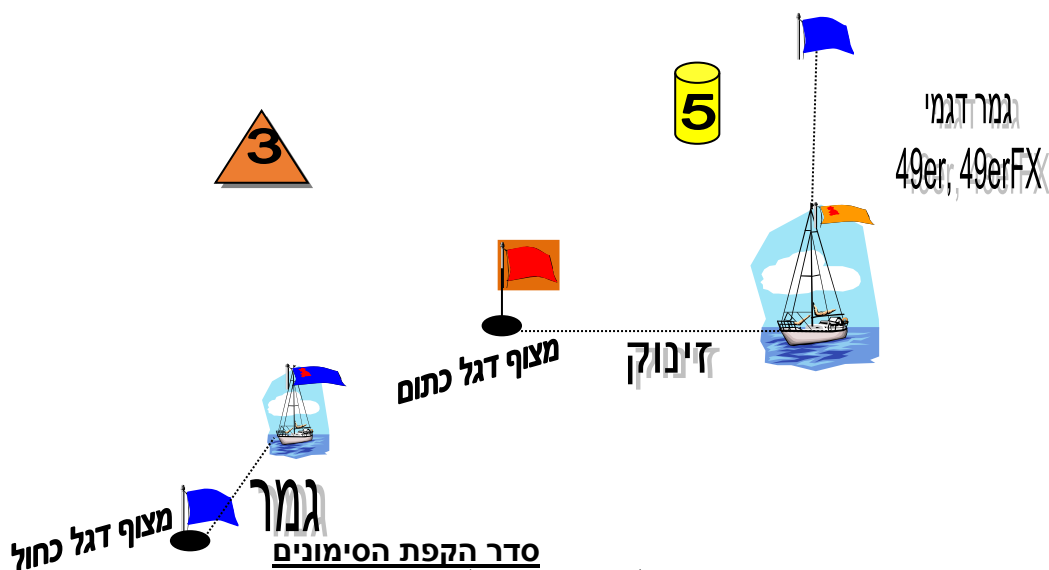 5
3
גמר דגמי
49er, 49erFX
זינוק
מצוף דגל כתום
גמר
מצוף דגל כחול
סדר הקפת הסימונים